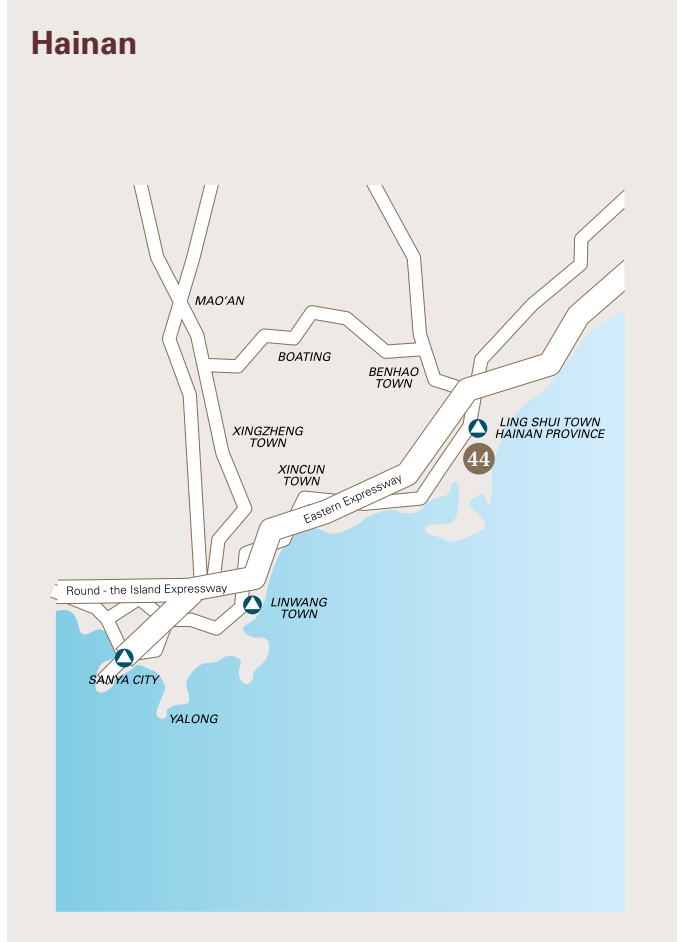 Hainan
MAO'AN
BOATING
BENHAO
TOWN
LING SHUI TOWN
HAINAN PROVINCE
44
XINGZHENG
TOWN
XINCUN
TOWN
Eastern Expressway
Round - the Island Expressway
LINWANG
TOWN
SANYA CITY
YALONG